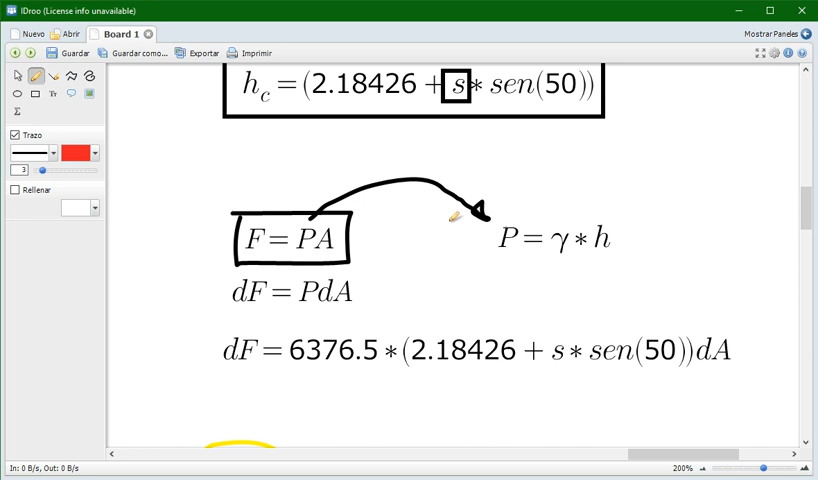 IDroo (License info unavailable)
Nuevo Abrir Board 1 Mostrar Paneles
Guardar Guardar como... Exportar Imprimir
h_c = (2.18426 + s * sen(50))
Trazo
3
Rellenar
F = PA
P = γ * h
dF = PdA
dF = 6376.5 * (2.18426 + s * sen(50))dA
In: 0 B/s, Out: 0 B/s 200%